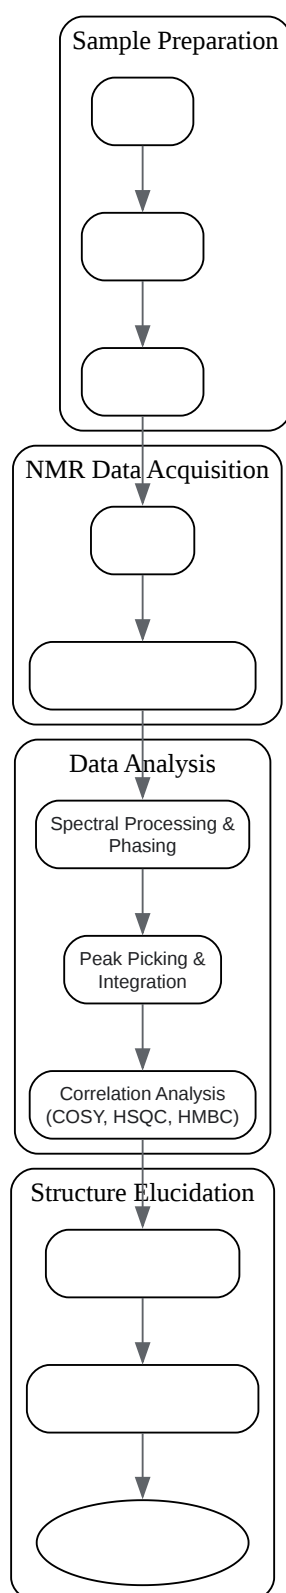 Sample Preparation
NMR Data Acquisition
Data Analysis
Spectral Processing &
Phasing
Peak Picking &
Integration
Correlation Analysis
(COSY, HSQC, HMBC)
Structure Elucidation